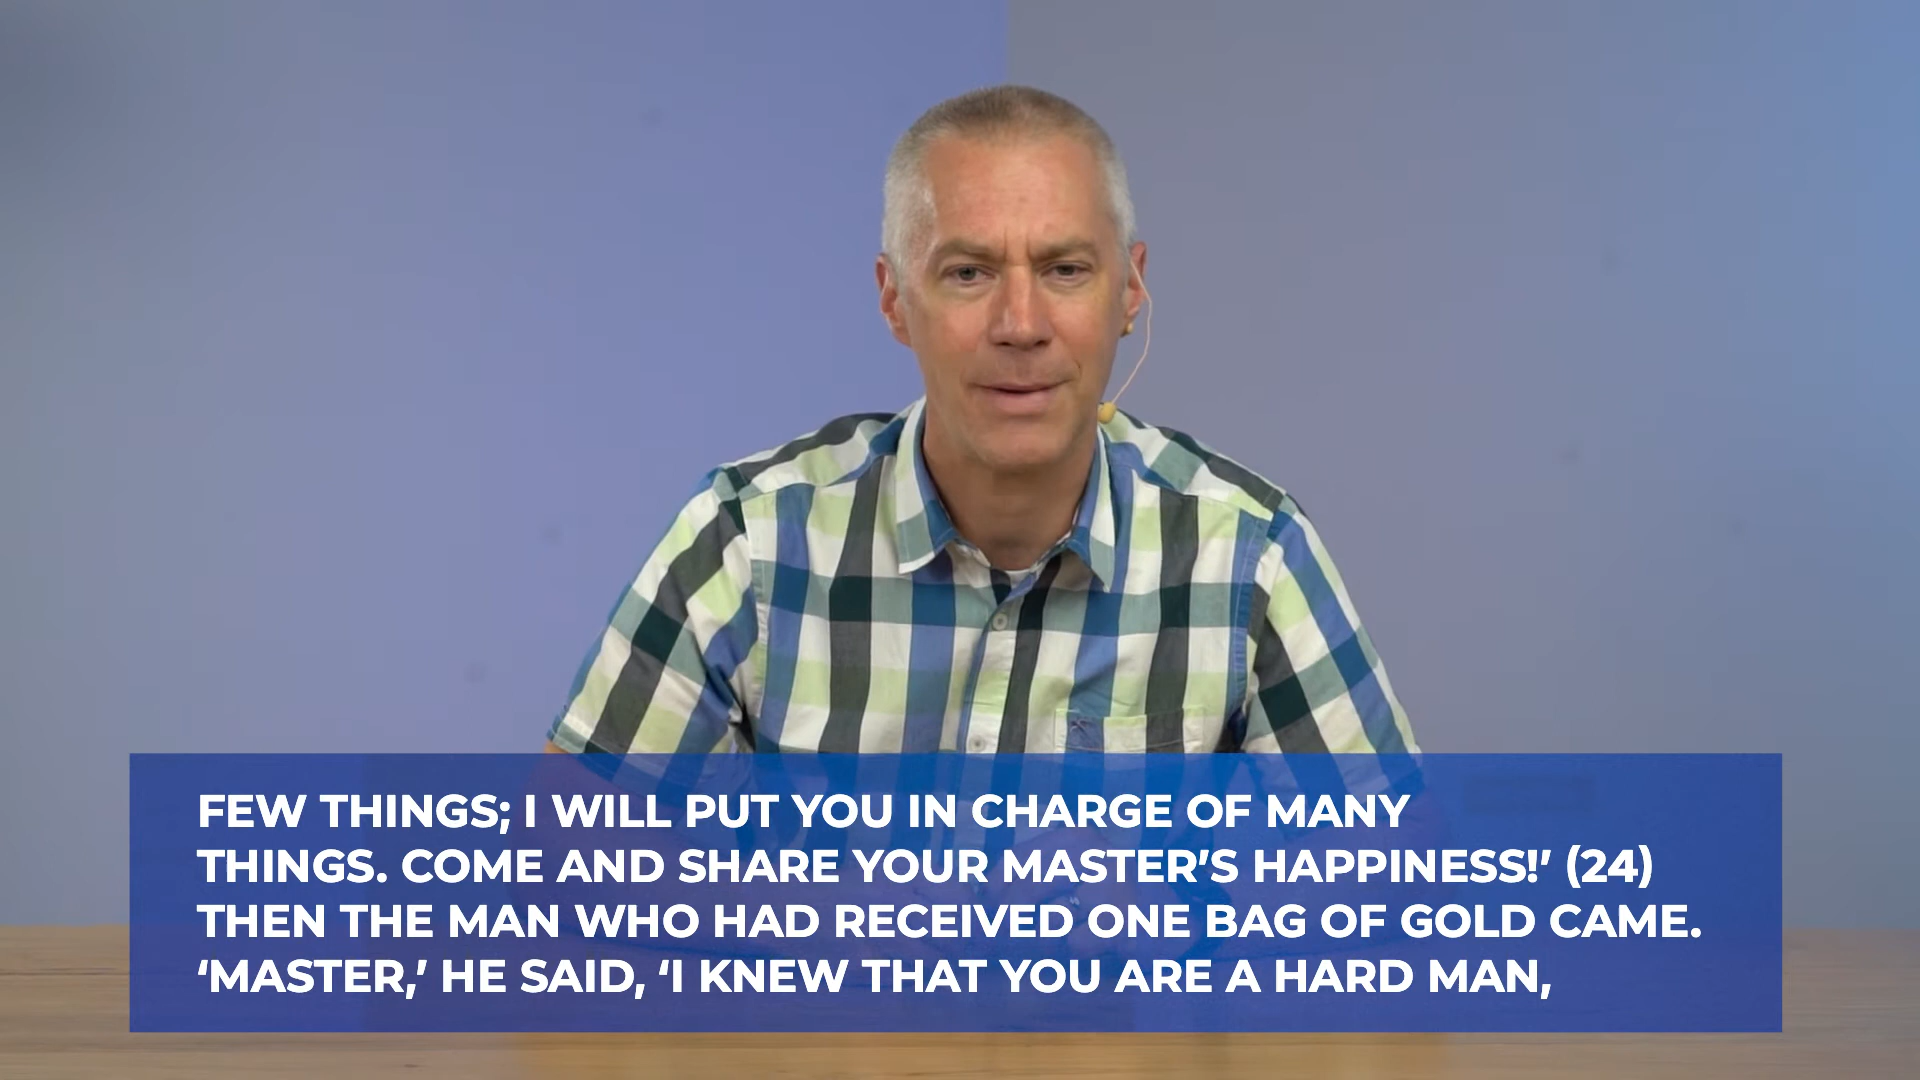 FEW THINGS; I WILL PUT YOU IN CHARGE OF MANY
THINGS. COME AND SHARE YOUR MASTER’S HAPPINESS!’ (24)
THEN THE MAN WHO HAD RECEIVED ONE BAG OF GOLD CAME.
‘MASTER,’ HE SAID, ‘I KNEW THAT YOU ARE A HARD MAN,